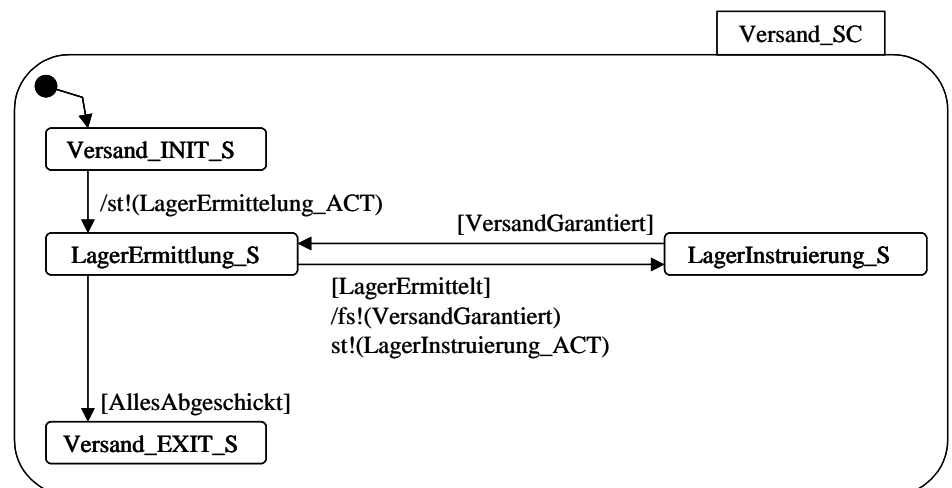 Versand_SC
Versand_INIT_S
/st!(LagerErmittelung_ACT)
[VersandGarantiert]
LagerErmittlung_S
LagerInstruierung_S
[LagerErmittelt]
/fs!(VersandGarantiert)
st!(LagerInstruierung_ACT)
[AllesAbgeschickt]
Versand_EXIT_S